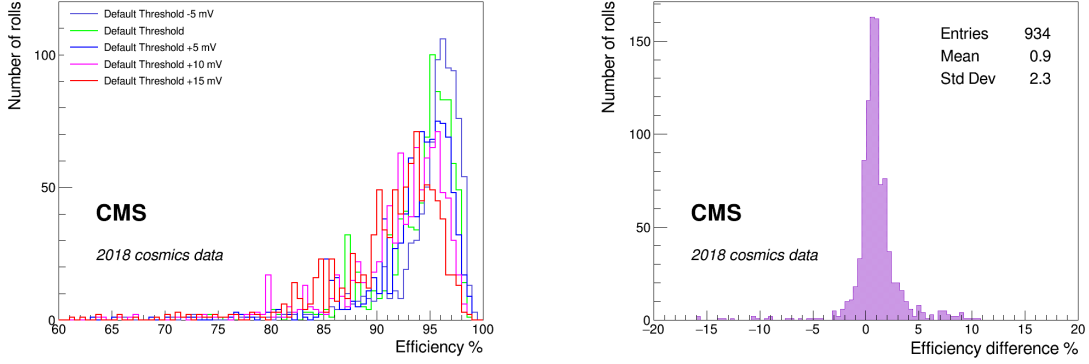 Number of rolls
100
50
0
Default Threshold -5 mV
Default Threshold
Default Threshold +5 mV
Default Threshold +10 mV
Default Threshold +15 mV
CMS
2018 cosmics data
60 65 70 75 80 85 90 95 100
Efficiency %
Number of rolls
150
100
50
0
Entries 934
Mean 0.9
Std Dev 2.3
CMS
2018 cosmics data
−20 −15 −10 −5 0 5 10 15 20
Efficiency difference %